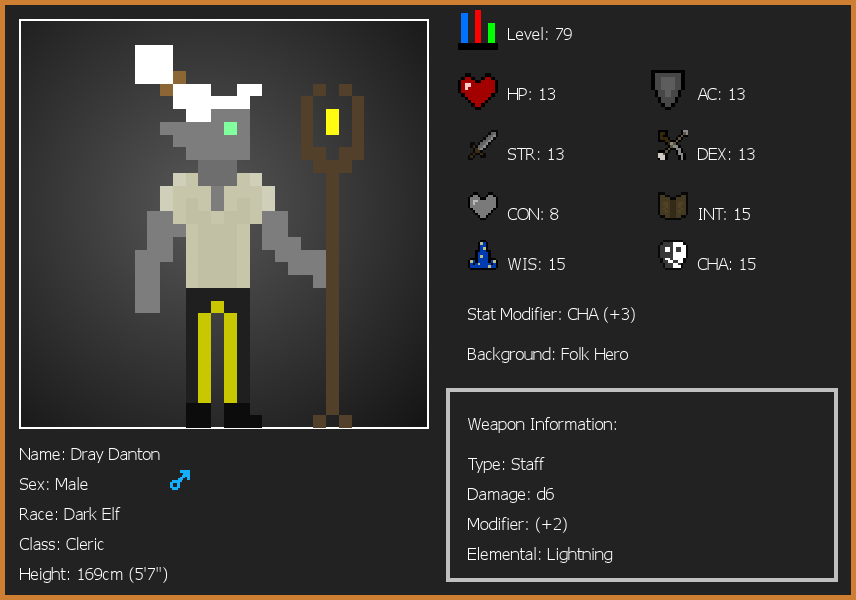 Level: 79
HP: 13
AC: 13
STR: 13
DEX: 13
CON: 8
INT: 15
WIS: 15
CHA: 15
Stat Modifier: CHA (+3)
Background: Folk Hero
Weapon Information:
Type: Staff
Damage: d6
Modifier: (+2)
Elemental: Lightning
Name: Dray Danton
Sex: Male
Race: Dark Elf
Class: Cleric
Height: 169cm (5'7")